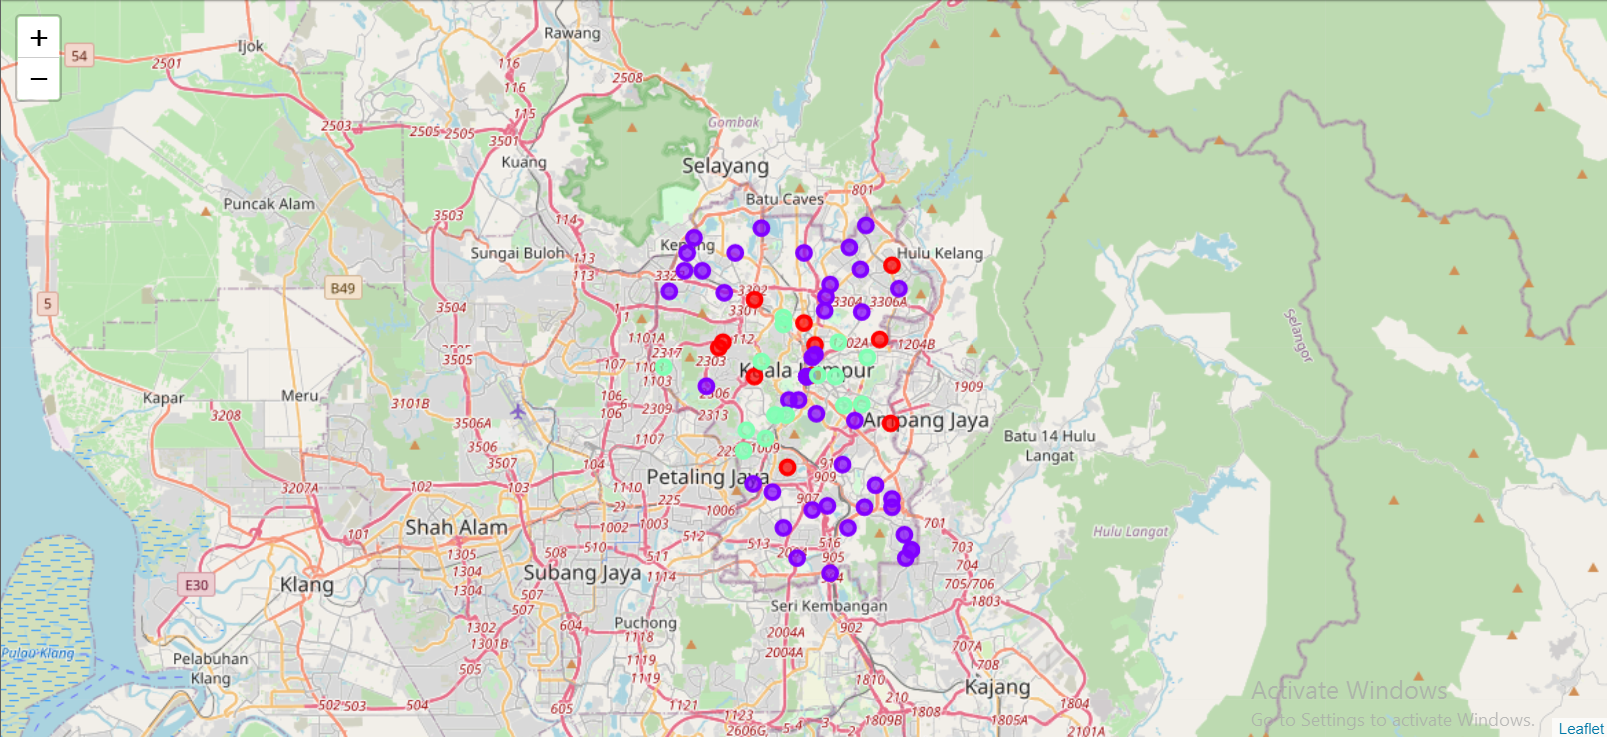 +
−
54
Ijok
2501
Rawang
116
2508
116
115
2503
2505
2505
3501
Gombak
Kuang
Selayang
801
Batu Caves
Puncak Alam
3503
114
Sungai Buloh
113
113
Hulu Kelang
B49
5
3504
3302
3301
3304
3306A
1
1101A
112
1204B
3505
3505
2317
2303
110
1103
Kuala Lumpur
1909
Meru
Kapar
3208
3101B
106
106
2306
2309
2313
Ampang Jaya
3506A
3506
1107
Batu 14 Hulu
Langat
1009
3507
104
Petaling Jaya
909
3207A
102
103
1110
225
907
1006
Shah Alam
101
1002
1003
701
Hulu Langat
Selangor
1305
508
510
511
512
513
516
703
905
704
E30
Klang
1304
1304
Subang Jaya
1114
705/706
507
507
1803
Seri Kembangan
1302
1301B
604
Puchong
1118
2004A
2004A
902
707A
Pulau Klang
Pelabuhan
Klang
505
1119
1119
708
1810
Kajang
210
502
503
504
605
1121
1123
3
1809B
1808
1805A
1804
2606G
2101A
Activate Windows
Go to Settings to activate Windows.
Leaflet